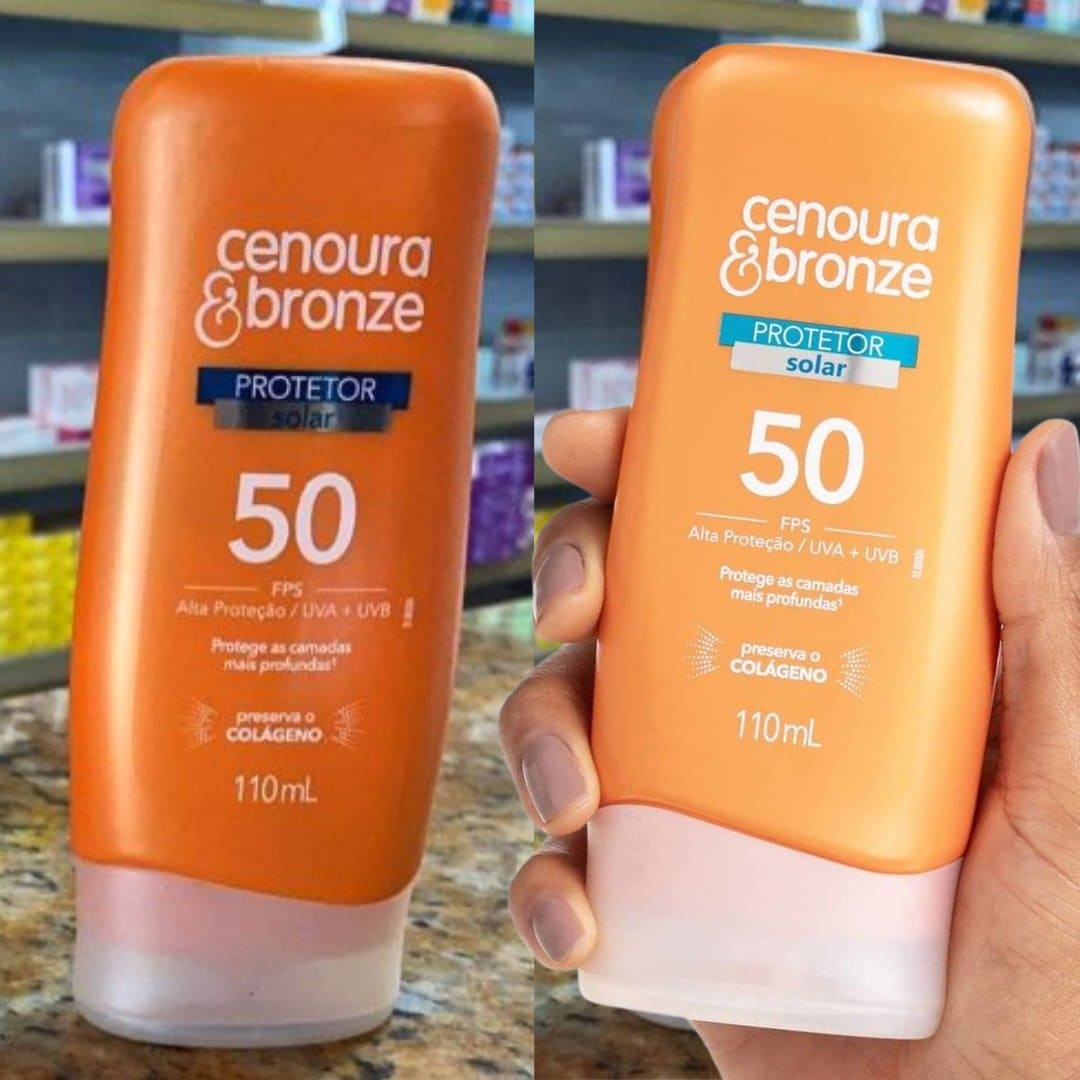 cenoura
&bronze
PROTETOR
solar
50
FPS
Alta Proteção / UVA + UVB
Protege as camadas
mais profundas¹
preserva o
COLÁGENO
110mL
cenoura
&bronze
PROTETOR
solar
50
FPS
Alta Proteção / UVA + UVB
Protege as camadas
mais profundas¹
preserva o
COLÁGENO
110mL